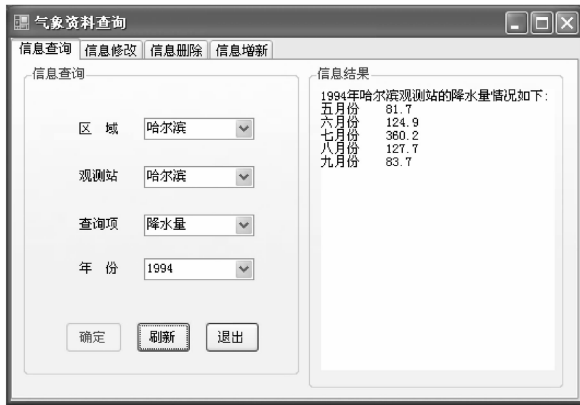 气象资料查询
信息查询 信息修改 信息删除 信息增新
信息查询
区 域 哈尔滨
观测站 哈尔滨
查询项 降水量
年 份 1994
确定 刷新 退出
信息结果
1994年哈尔滨观测站的降水量情况如下:
五月份 81.7
六月份 124.9
七月份 360.2
八月份 127.7
九月份 83.7